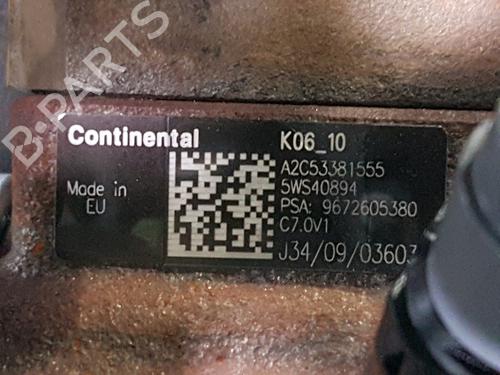 B-PARTS
Continental
K06_10
A2C53381555
5WS40894
Made in
EU
PSA: 9672605380
C7.0V1
J34/09/03603